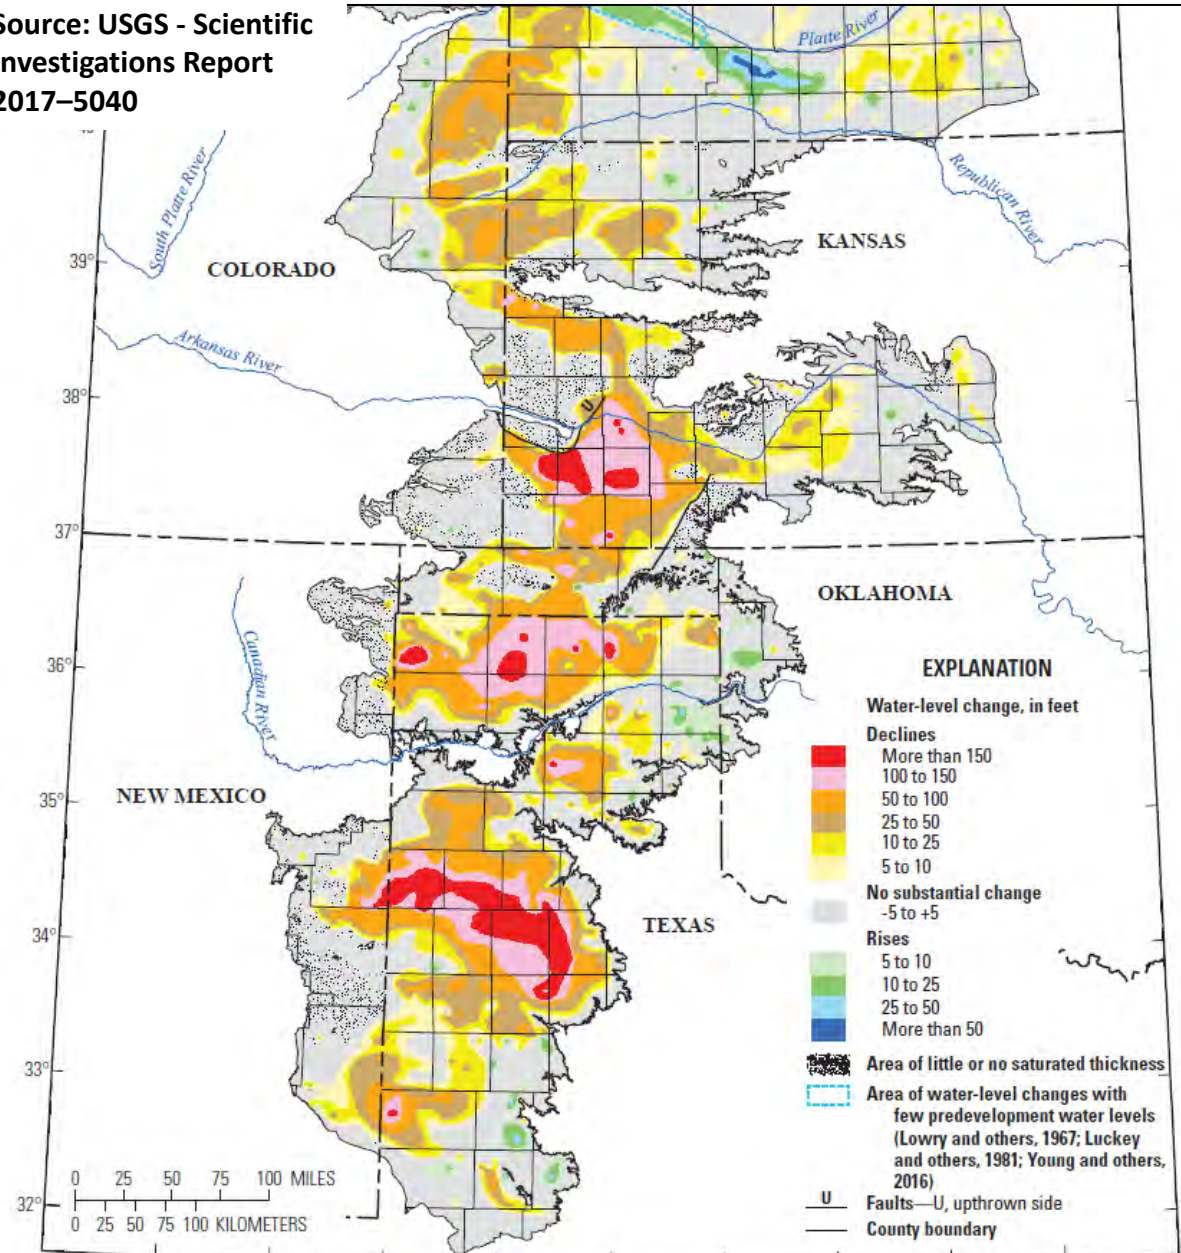 Source: USGS - Scientific
Investigations Report
2017–5040
Platte River
South Platte River
Republican River
KANSAS
39°
COLORADO
Arkansas River
38°
U
37°
OKLAHOMA
Canadian River
36°
35°
NEW MEXICO
TEXAS
34°
33°
32°
EXPLANATION
Water-level change, in feet
Declines
More than 150
100 to 150
50 to 100
25 to 50
10 to 25
5 to 10
No substantial change
-5 to +5
Rises
5 to 10
10 to 25
25 to 50
More than 50
Area of little or no saturated thickness
Area of water-level changes with
few predevelopment water levels
(Lowry and others, 1967; Luckey
and others, 1981; Young and others,
2016)
U Faults—U, upthrown side
County boundary
0 25 50 75 100 MILES
0 25 50 75 100 KILOMETERS